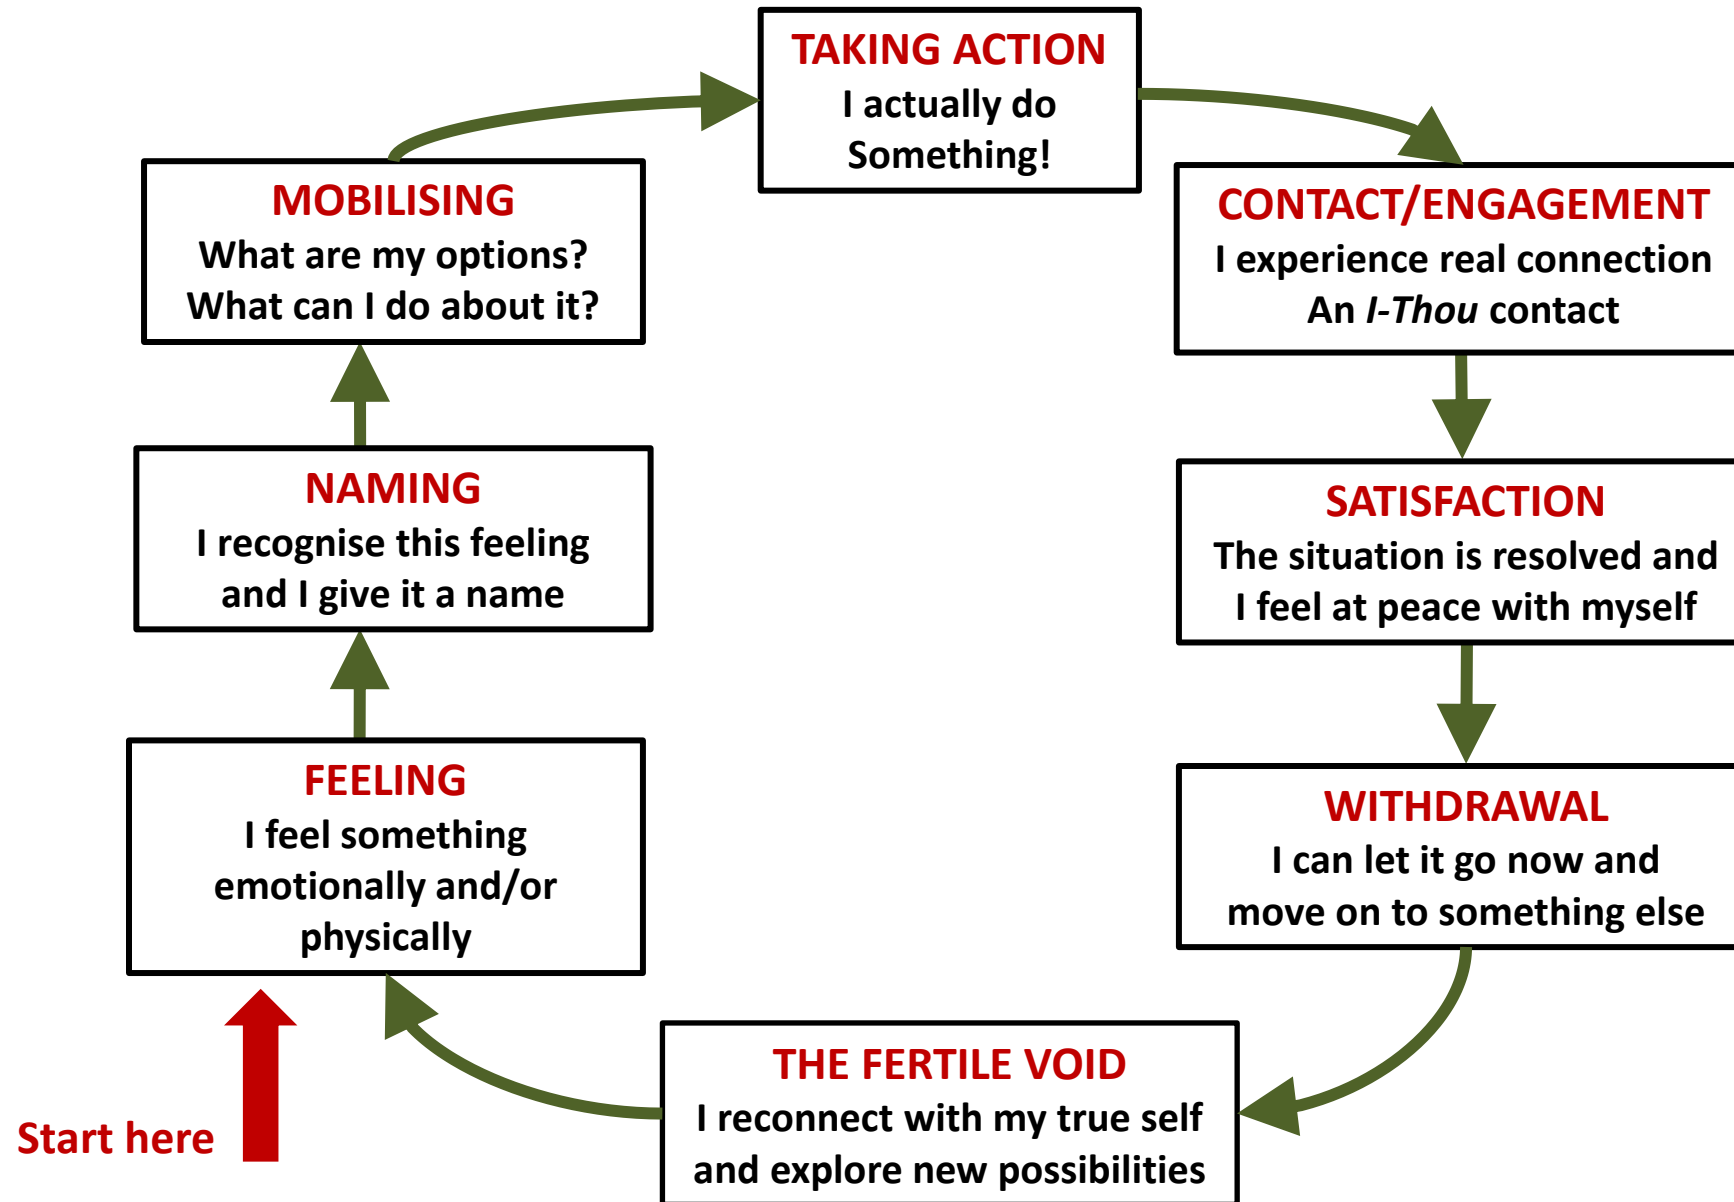 TAKING ACTION
I actually do
Something!
CONTACT/ENGAGEMENT
I experience real connection
An I-Thou contact
SATISFACTION
The situation is resolved and
I feel at peace with myself
WITHDRAWAL
I can let it go now and
move on to something else
THE FERTILE VOID
I reconnect with my true self
and explore new possibilities
Start here
FEELING
I feel something
emotionally and/or
physically
NAMING
I recognise this feeling
and I give it a name
MOBILISING
What are my options?
What can I do about it?